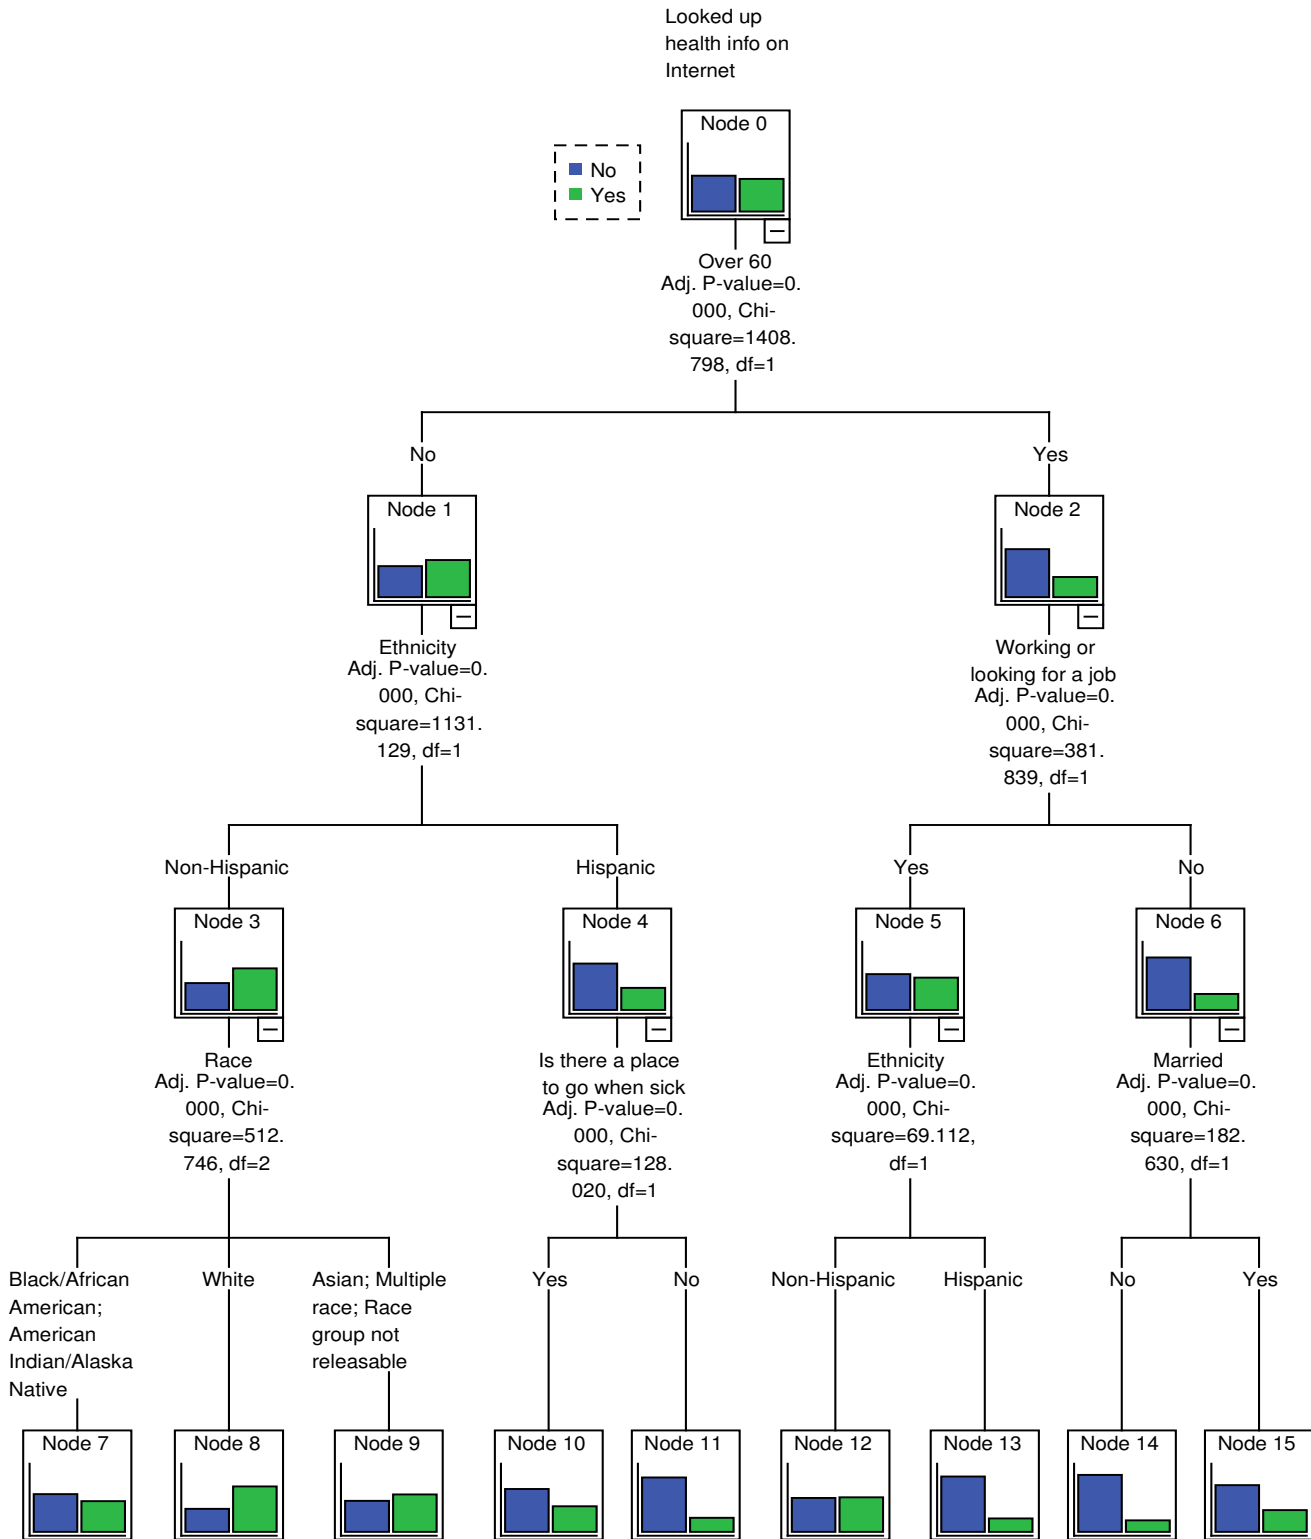 Looked up
health info on
Internet
Node 0
No
Yes
Over 60
Adj. P-value=0.
000, Chi-
square=1408.
798, df=1
No
Yes
Node 1
Node 2
Ethnicity
Adj. P-value=0.
000, Chi-
square=1131.
129, df=1
Working or
looking for a job
Adj. P-value=0.
000, Chi-
square=381.
839, df=1
Non-Hispanic
Hispanic
Yes
No
Node 3
Node 4
Node 5
Node 6
Race
Adj. P-value=0.
000, Chi-
square=512.
746, df=2
Is there a place
to go when sick
Adj. P-value=0.
000, Chi-
square=128.
020, df=1
Ethnicity
Adj. P-value=0.
000, Chi-
square=69.112,
df=1
Married
Adj. P-value=0.
000, Chi-
square=182.
630, df=1
Black/African
American;
American
Indian/Alaska
Native
White
Asian; Multiple
race; Race
group not
releasable
Yes
No
Non-Hispanic
Hispanic
No
Yes
Node 7
Node 8
Node 9
Node 10
Node 11
Node 12
Node 13
Node 14
Node 15